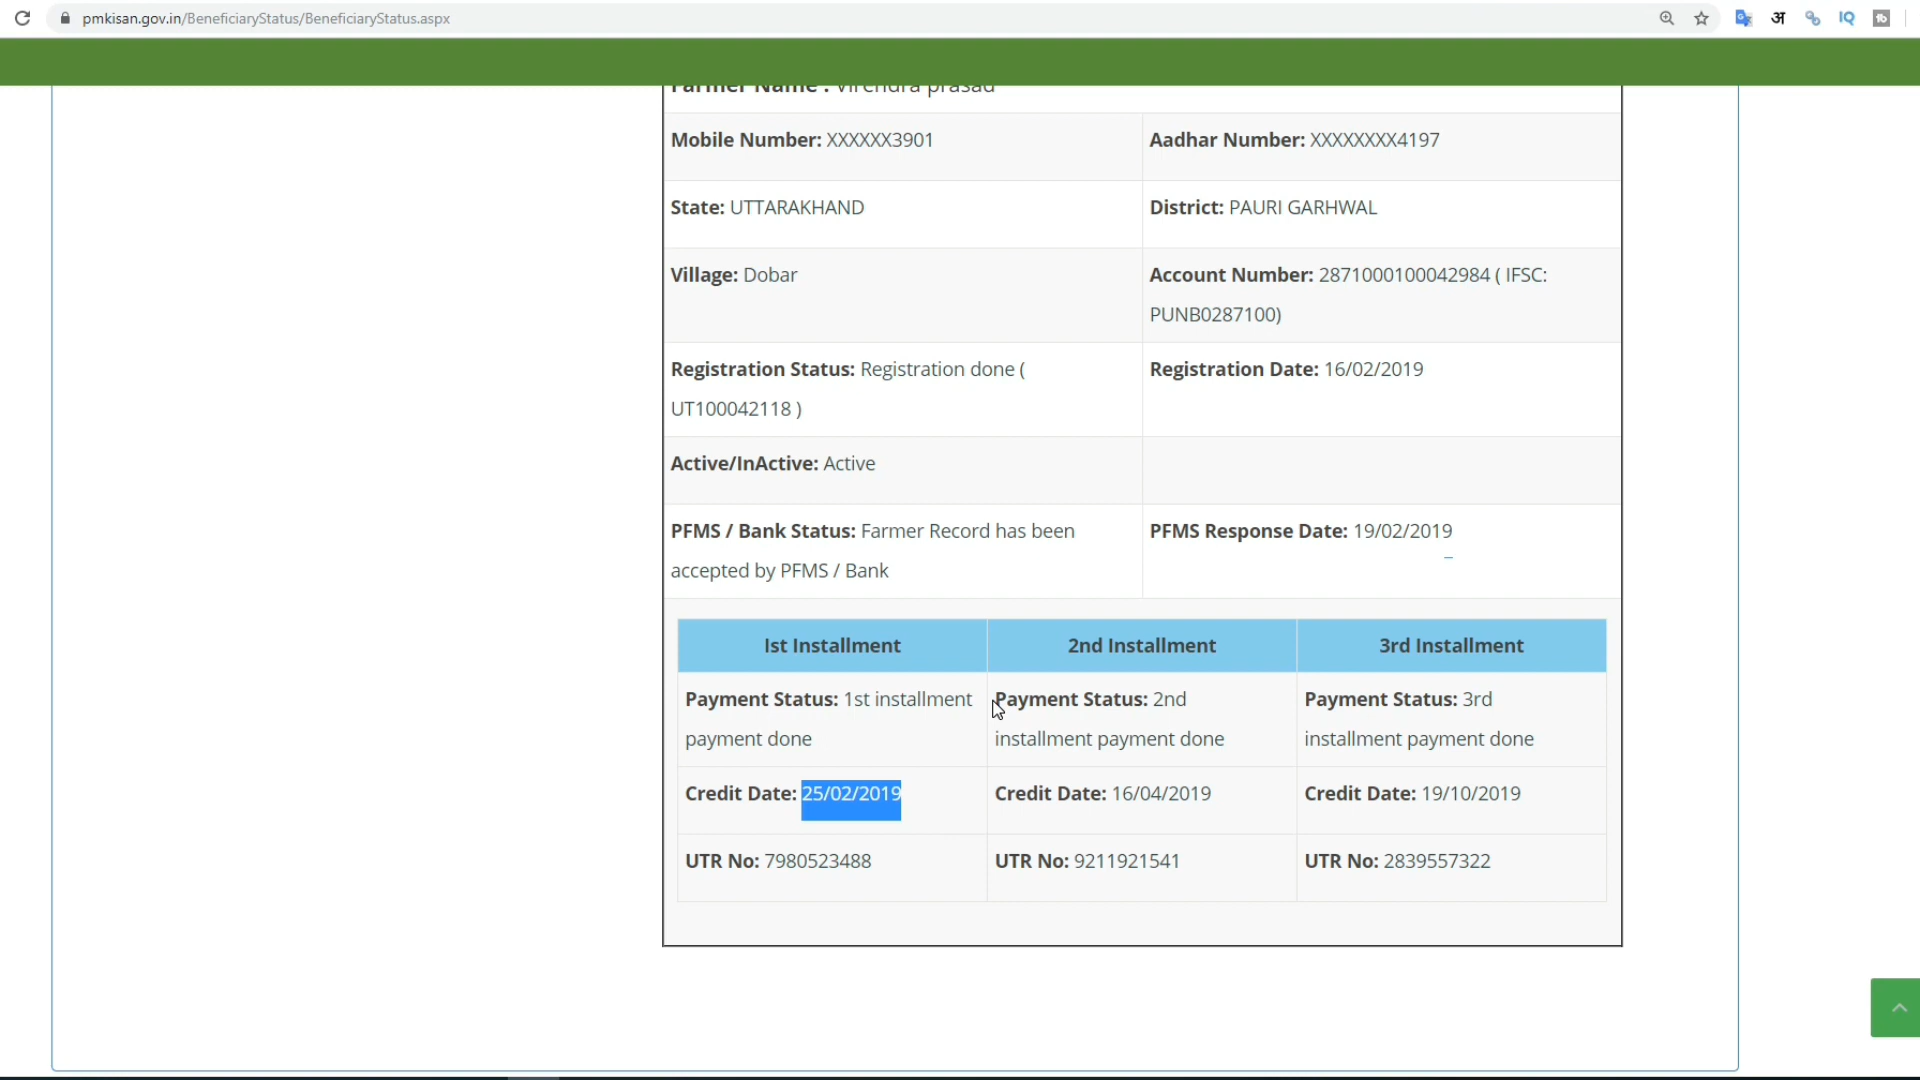 pmkisan.gov.in/BeneficiaryStatus/BeneficiaryStatus.aspx
अ
IQ
Farmer Name : Virendra prasad
Mobile Number: XXXXXX3901
Aadhar Number: XXXXXXXX4197
State: UTTARAKHAND
District: PAURI GARHWAL
Village: Dobar
Account Number: 2871000100042984 ( IFSC:
PUNB0287100)
Registration Status: Registration done (
UT100042118 )
Registration Date: 16/02/2019
Active/InActive: Active
PFMS / Bank Status: Farmer Record has been
accepted by PFMS / Bank
PFMS Response Date: 19/02/2019
Ist Installment
2nd Installment
3rd Installment
Payment Status: 1st installment
payment done
Payment Status: 2nd
installment payment done
Payment Status: 3rd
installment payment done
Credit Date: 25/02/2019
Credit Date: 16/04/2019
Credit Date: 19/10/2019
UTR No: 7980523488
UTR No: 9211921541
UTR No: 2839557322